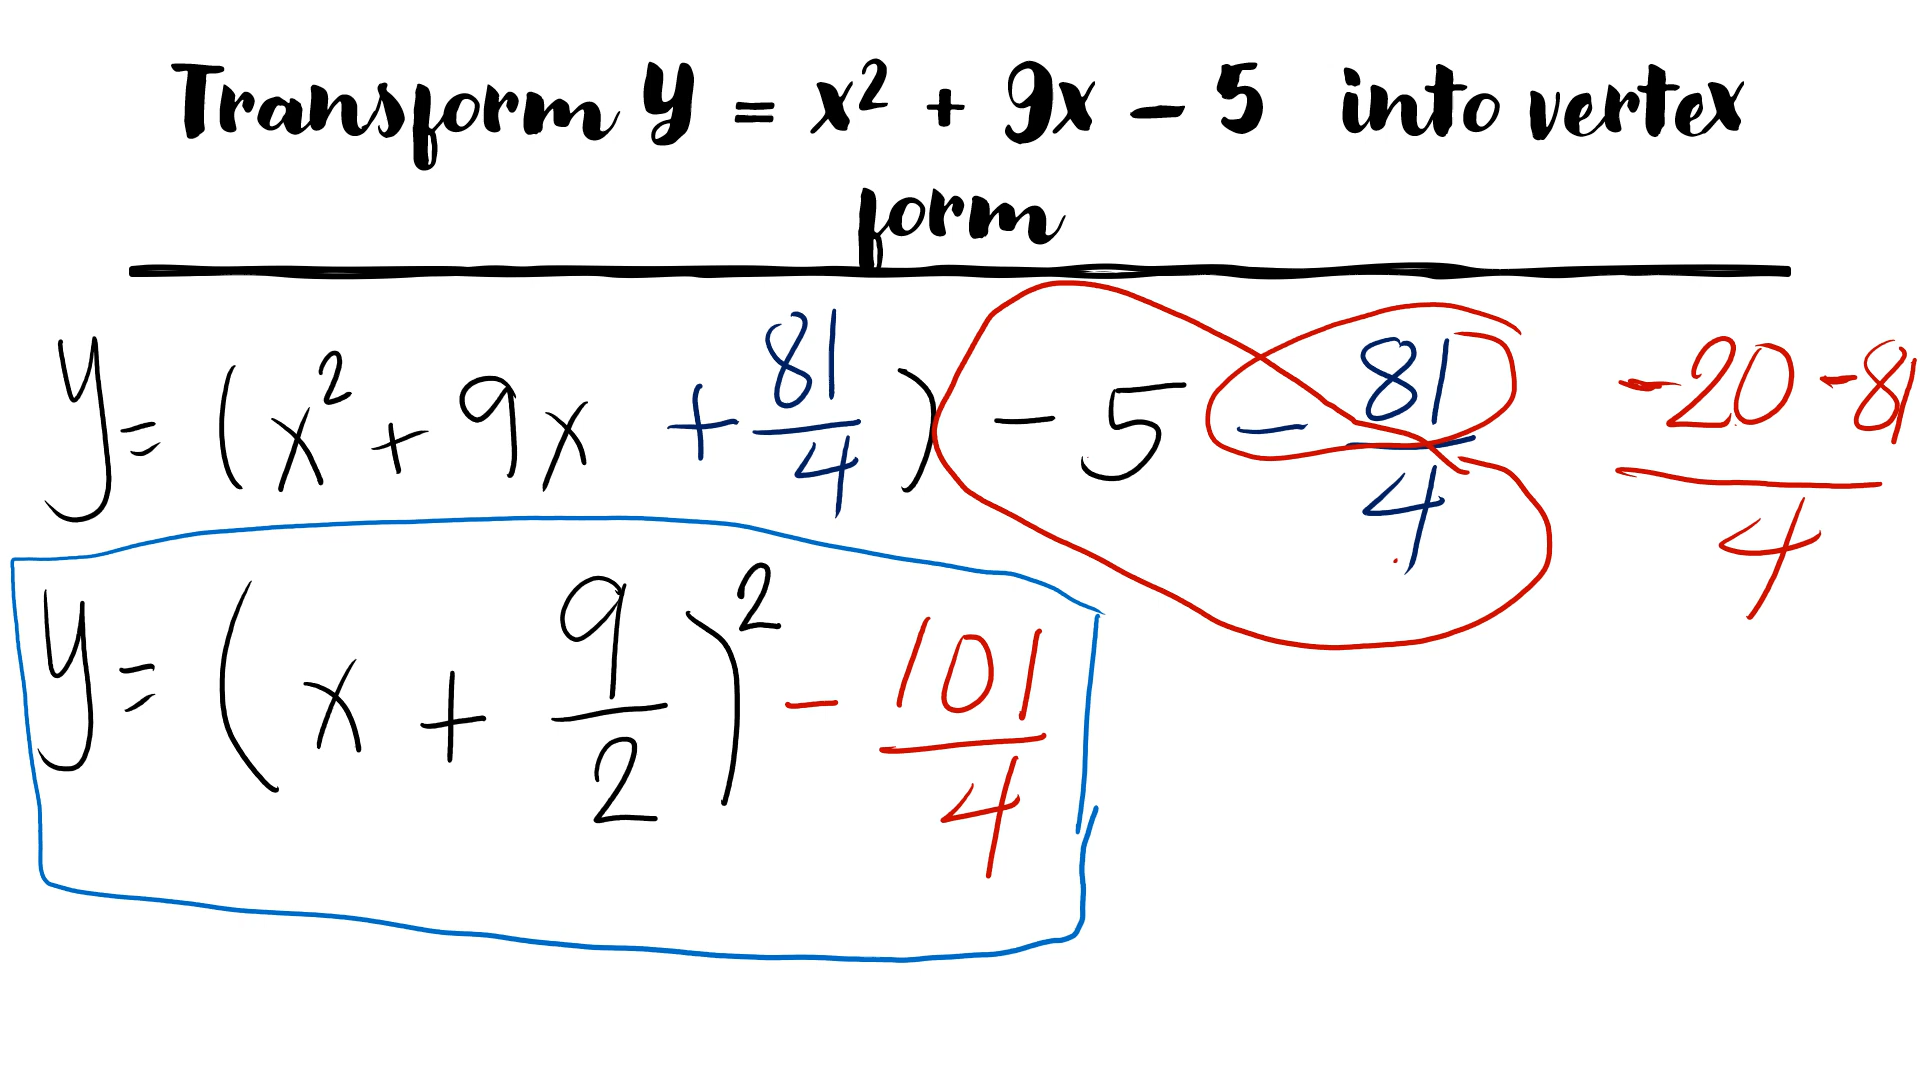 Transform y = x² + 9x - 5 into vertex
form
y = (x² + 9x + 81/4) - 5 - 81/4   (-20 - 81)/4
y = (x + 9/2)² - 101/4